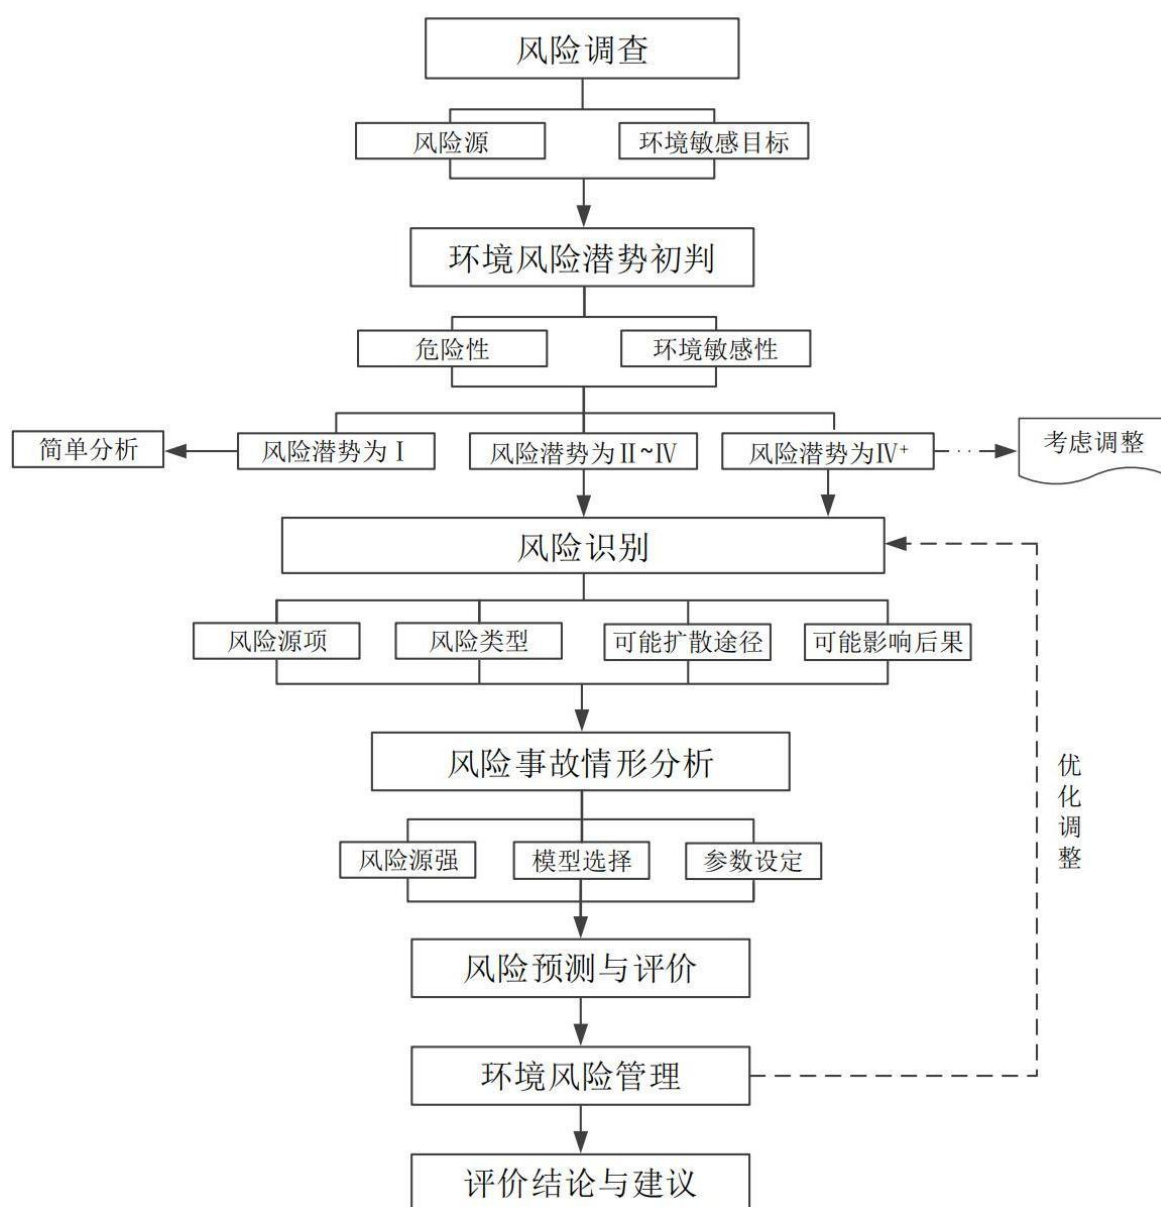 风险调查
风险源
环境敏感目标
环境风险潜势初判
危险性
环境敏感性
简单分析
风险潜势为Ⅰ
风险潜势为Ⅱ~Ⅳ
风险潜势为Ⅳ⁺
考虑调整
风险识别
风险源项
风险类型
可能扩散途径
可能影响后果
风险事故情形分析
风险源强
模型选择
参数设定
优化调整
风险预测与评价
环境风险管理
评价结论与建议